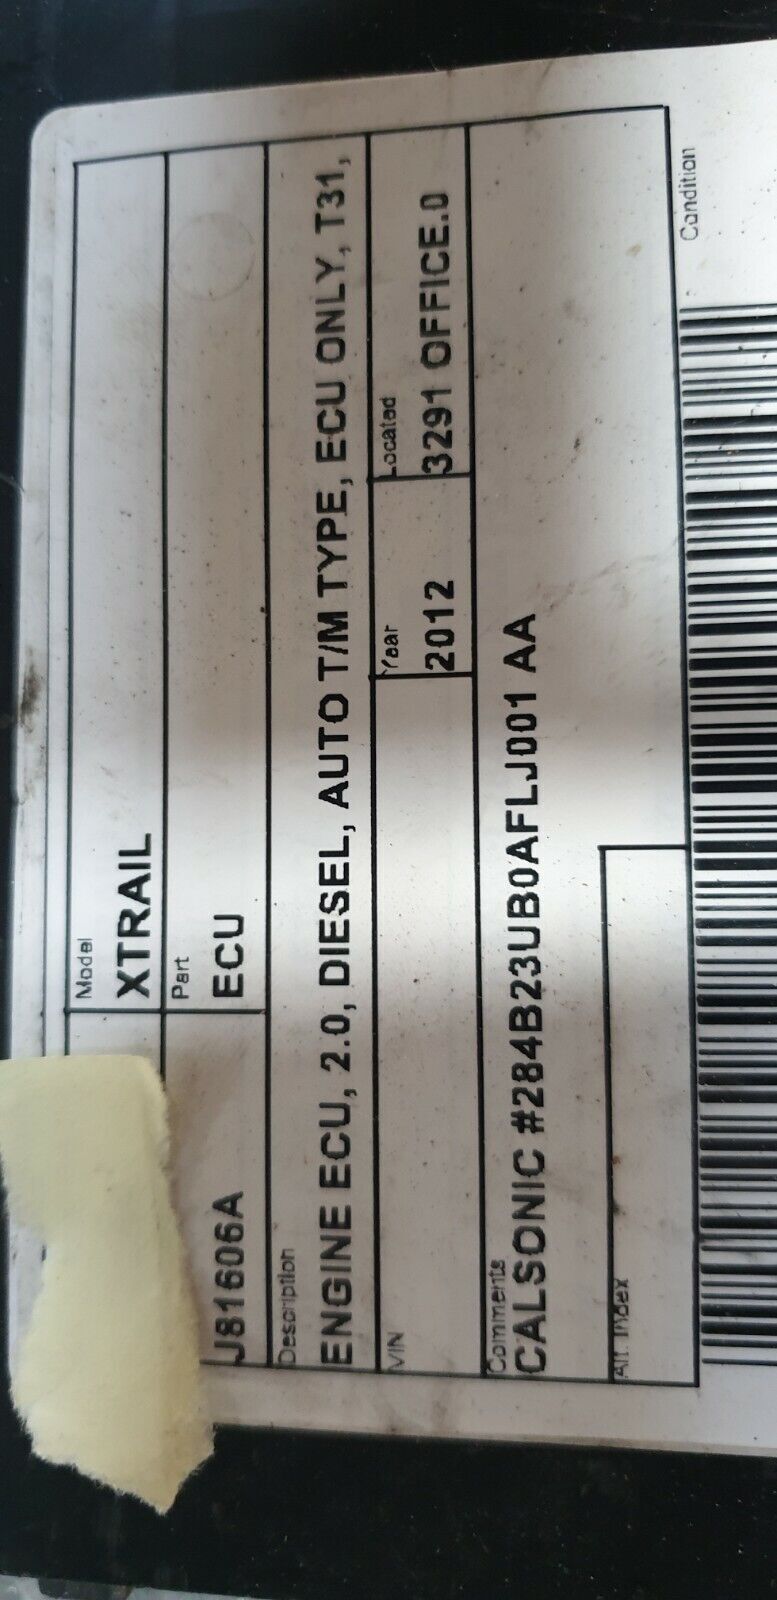 Model
XTRAIL
J81606A
Part
ECU
Description
ENGINE ECU, 2.0, DIESEL, AUTO T/M TYPE, ECU ONLY, T31,
VIN
Year
2012
Located
3291 OFFICE.0
Comments
CALSONIC #284B23UB0AFLJ001 AA
Alt. Index
Condition